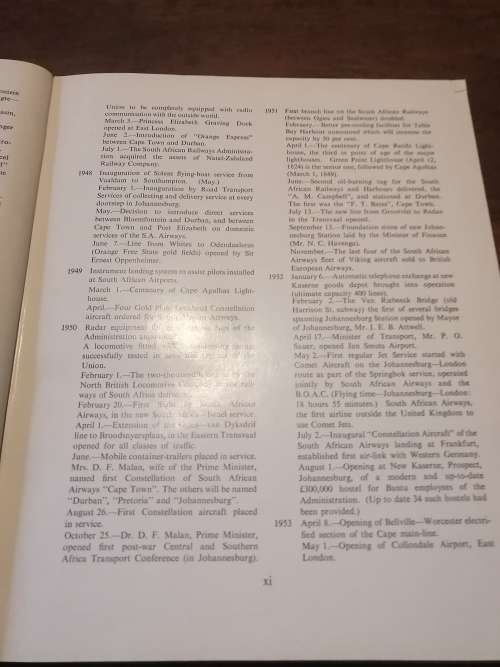 Union to be completely equipped with radio
communication with the outside world.
March 3.—Princess Elizabeth Graving Dock
opened at East London.
June 2.—Introduction of "Orange Express"
between Cape Town and Durban.
July 1.—The South African Railways Administra-
tion acquired the assets of Natal-Zululand
Railway Company.
1948 Inauguration of Solent flying-boat service from
Vaaldam to Southampton. (May.)
February 1.—Inauguration by Road Transport
Services of collecting and delivery service at every
doorstep in Johannesburg.
May.—Decision to introduce direct services
between Bloemfontein and Durban, and between
Cape Town and Port Elizabeth on domestic
services of the S.A. Airways.
June 7.—Line from Whites to Odendaalsrus
(Orange Free State gold fields) opened by Sir
Ernest Oppenheimer.
1949 Instrument landing system to assist pilots installed
at South African Airports.
March 1.—Centenary of Cape Agulhas Light-
house.
April.—Four Gold Plate Lockheed Constellation
aircraft ordered for South African Airways.
1950 Radar equipment
Administration
A locomotive fitted
successfully tested in
Union.
February 1.—The two-thousandth
North British Locomotive
ways of South Africa
February 20.—First South African
Airways, in the new South Israel service.
April 1.—Extension of the van Dyksdrif
line to Broodsnyersplaas, in the Eastern Transvaal
opened for all classes of traffic.
June.—Mobile container-trailers placed in service.
Mrs. D. F. Malan, wife of the Prime Minister,
named first Constellation of South African
Airways "Cape Town". The others will be named
"Durban", "Pretoria" and "Johannesburg".
August 26.—First Constellation aircraft placed
in service.
October 25.—Dr. D. F. Malan, Prime Minister,
opened first post-war Central and Southern
Africa Transport Conference (in Johannesburg).
1951 First branch line on the South African Railways
(between Ogies and ) doubled.
February.—Better pre-cooling facilities for Table
Bay Harbour announced which will increase the
capacity by 50 per cent.
April 1.—The centenary of Cape Recife Light-
house, the third in point of age of the major
lighthouses. Green Point Lighthouse (April 12,
1824) is the senior one, followed by Cape Agulhas
(March 1, 1849).
June.—Second oil-burning tug for the South
African Railways and Harbours delivered, the
"A. M. Campbell", and stationed at Durban.
The first was the "F. T. Bates", Cape Town.
July 13.—The new line from Grootvlei to Redan
in the Transvaal opened.
September 13.—Foundation stone of new Johan-
nesburg Station laid by the Minister of Finance
(Mr. N. C. Havenga).
November.—The last four of the South African
Airways fleet of Viking aircraft sold to British
European Airways.
1952 January 6.—Automatic telephone exchange at new
Kaserne goods depot brought into operation
(ultimate capacity 400 lines).
February 2.—The Van Riebeeck Bridge (old
Harrison St. subway) the first of several bridges
spanning Johannesburg Station opened by Mayor
of Johannesburg, Mr. I. E. B. Attwell.
April 17.—Minister of Transport, Mr. P. O.
Sauer, opened Jan Smuts Airport.
May 2.—First regular Jet Service started with
Comet Aircraft on the Johannesburg—London
route as part of the Springbok service, operated
jointly by South African Airways and the
B.O.A.C. (Flying time—Johannesburg—London:
18 hours 55 minutes.) South African Airways,
the first airline outside the United Kingdom to
use Comet Jets.
July 2.—Inaugural "Constellation Aircraft" of the
South African Airways landing at Frankfurt,
established first air-link with Western Germany.
August 1.—Opening at New Kaserne, Prospect,
Johannesburg, of a modern and up-to-date
£300,000 hostel for Bantu employees of the
Administration. (Up to date 34 such hostels had
been provided.)
1953 April 8.—Opening of Bellville—Worcester electri-
fied section of the Cape main-line.
May 1.—Opening of Collondale Airport, East
London.
xi